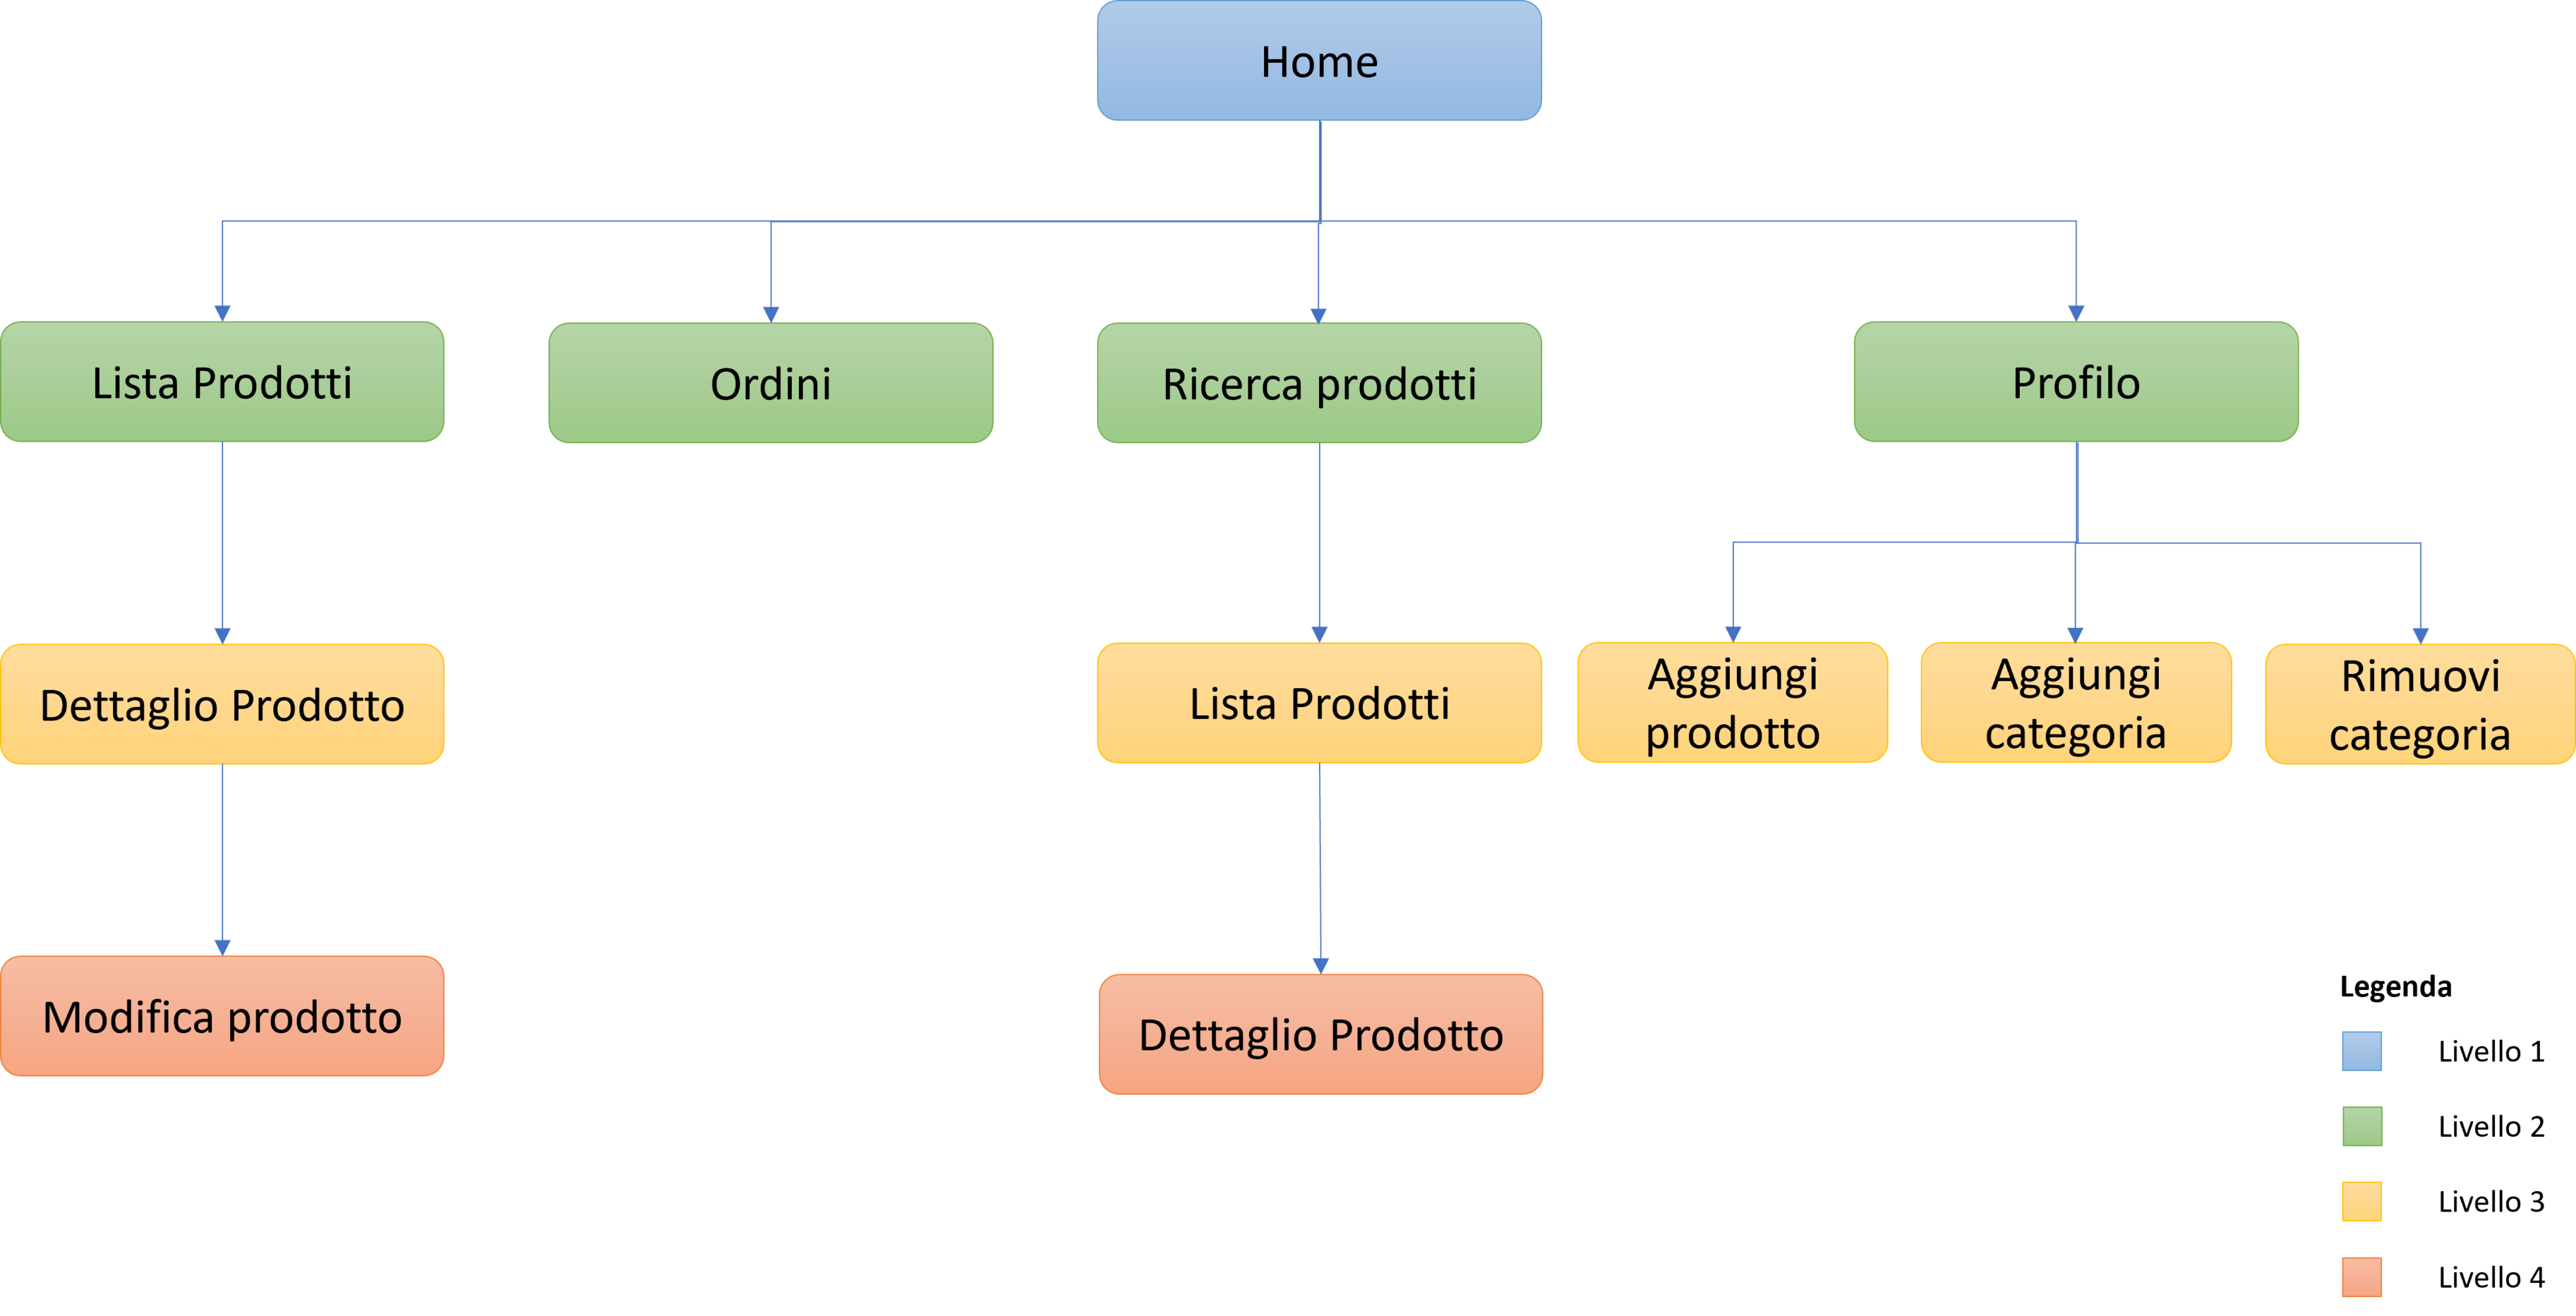 Home
Lista Prodotti
Ordini
Ricerca prodotti
Profilo
Dettaglio Prodotto
Lista Prodotti
Aggiungi
prodotto
Aggiungi
categoria
Rimuovi
categoria
Modifica prodotto
Dettaglio Prodotto
Legenda
Livello 1
Livello 2
Livello 3
Livello 4